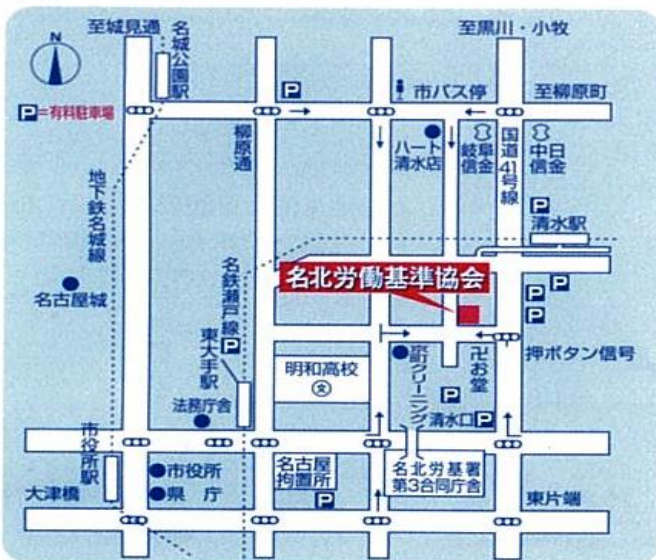 至城見通
至黒川・小牧
N
名城公園駅
P
市バス停
至柳原町
P=有料駐車場
柳原通
ハート
清水店
岐阜
信金
国道41号線
中日
信金
地下鉄名城線
P
清水駅
名古屋城
名鉄瀬戸線
名北労働基準協会
P
P
P
東大手駅
P
明和高校
文
京町クリーニング
卍お堂
押ボタン信号
P
法務庁舎
清水口
P
市役所駅
市役所
県庁
名古屋
拘置所
P
名北労基署
第3合同庁舎
大津橋
東片端